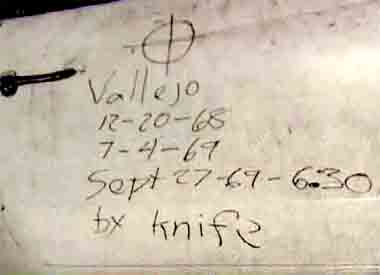 Vallejo
12-20-68
7-4-69
Sept 27-69-6:30
by knife